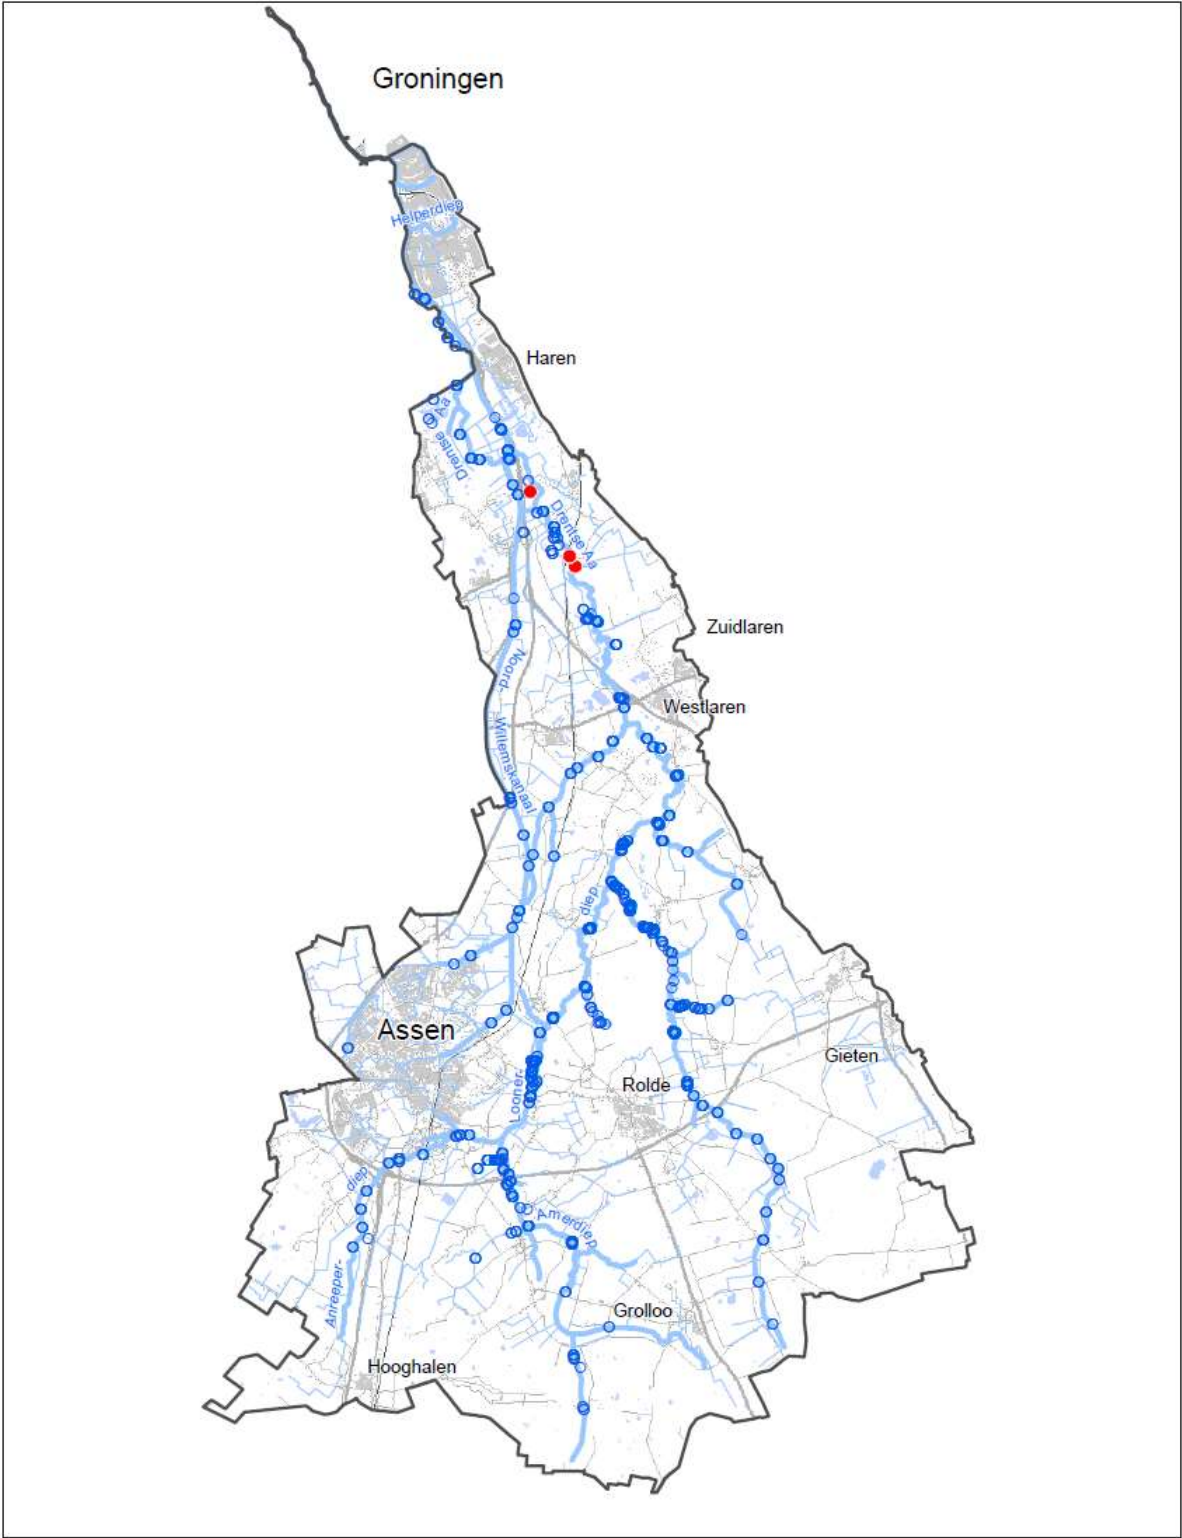 Groningen
Helperdiep
Haren
Drentse Aa
Drentse Aa
Zuidlaren
Noord-
Westlaren
Willemskanaal
diep
Assen
Gieten
Rolde
Looner-
diep
Amerdiep
Anreeper-
Grolloo
Hooghalen